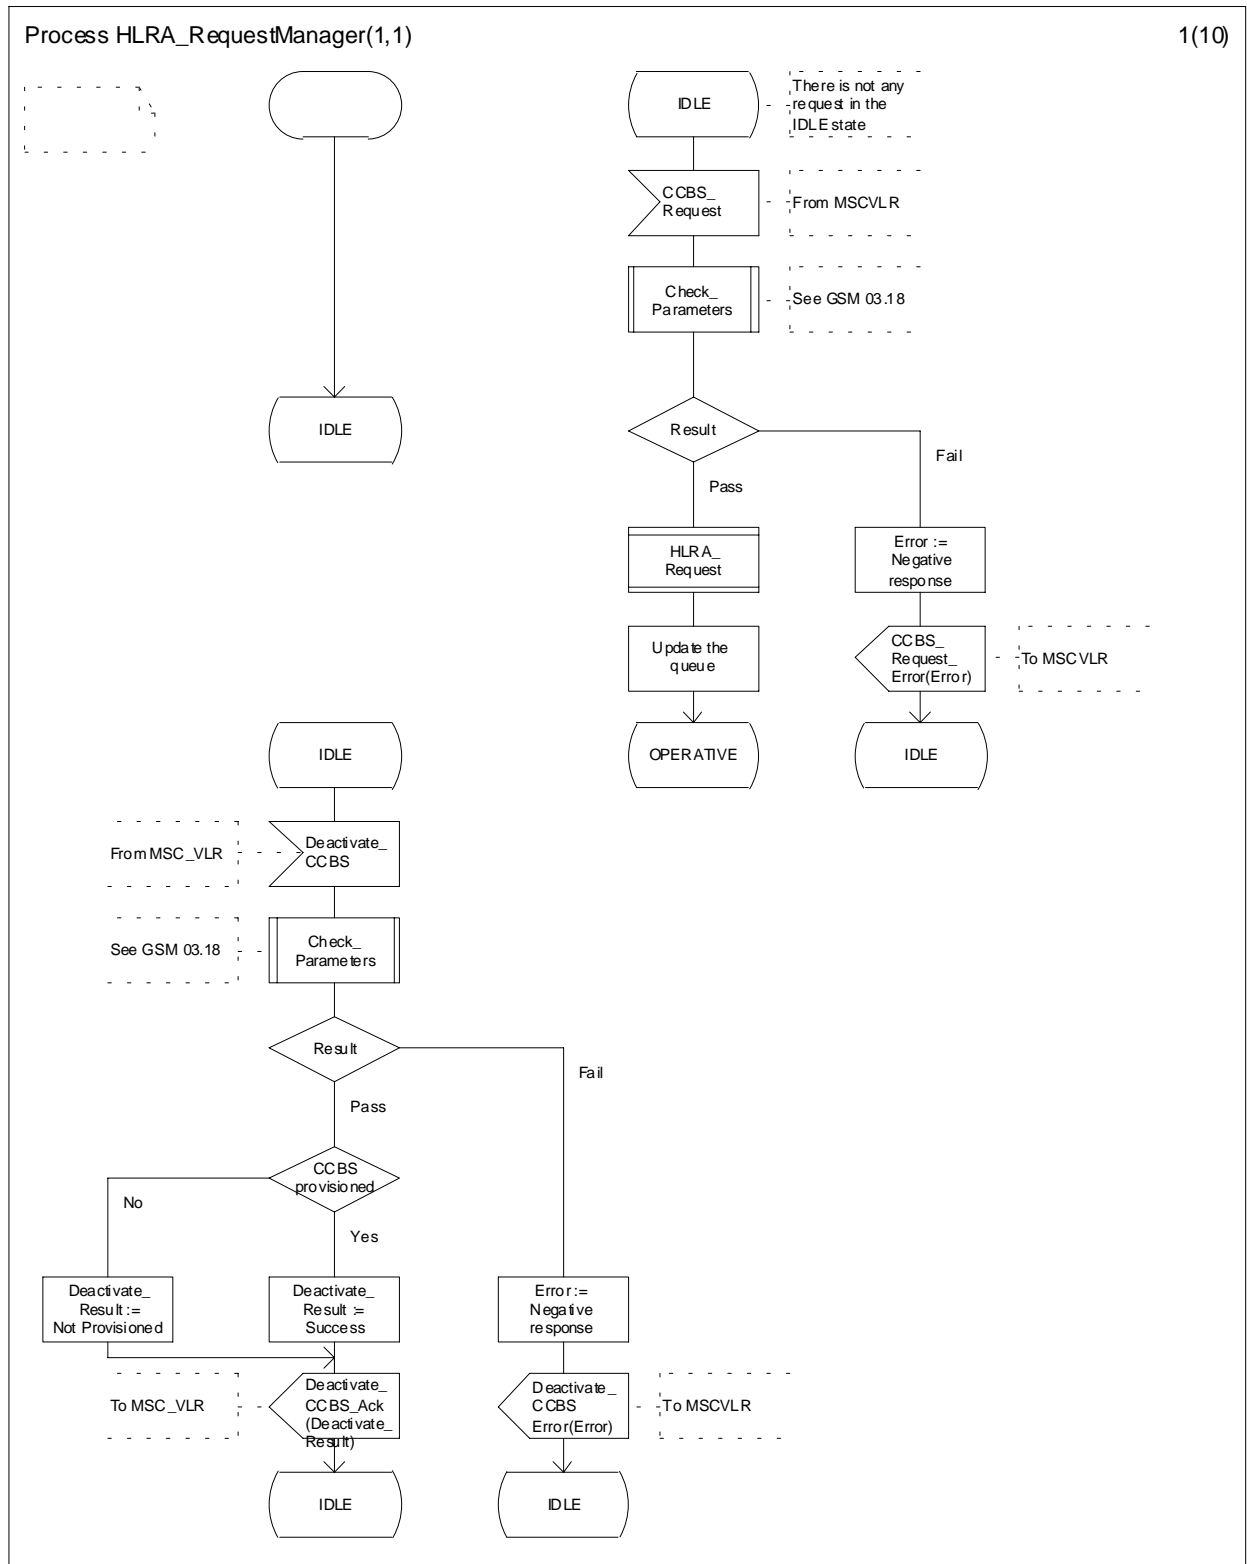 Process HLRA_RequestManager(1,1)
1(10)
IDLE
IDLE
There is not any
request in the
IDLE state
CCBS_
Request
From MSCVLR
Check_
Parameters
See GSM 03.18
Result
Fail
Pass
HLRA_
Request
Error :=
Negative
response
Update the
queue
CCBS_
Request_
Error(Error)
To MSCVLR
OPERATIVE
IDLE
IDLE
From MSC_VLR
Deactivate_
CCBS
See GSM 03.18
Check_
Parameters
Result
Fail
Pass
CCBS
provisioned
No
Yes
Deactivate_
Result :=
Not Provisioned
Deactivate_
Result :=
Success
Error :=
Negative
response
To MSC_VLR
Deactivate_
CCBS_Ack
(Deactivate_
Result)
Deactivate_
CCBS
Error(Error)
To MSCVLR
IDLE
IDLE